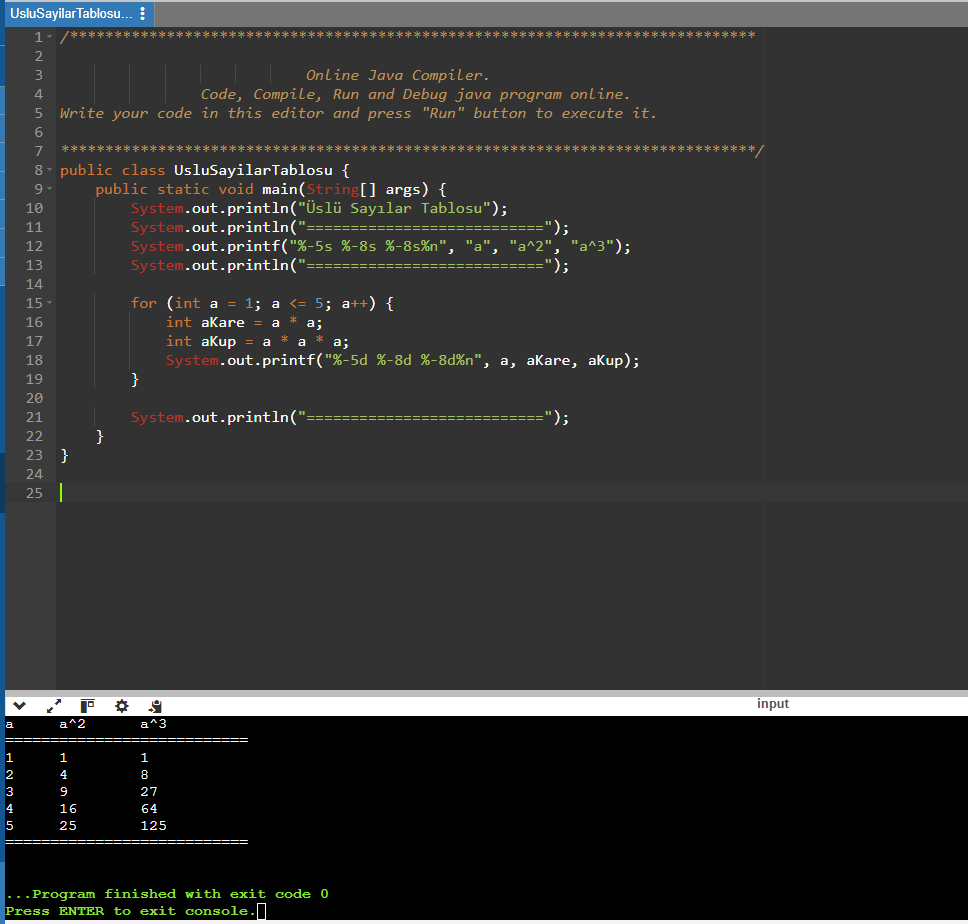 UsluSayilarTablosu...
1 /******************************************************************************
2
3 Online Java Compiler.
4 Code, Compile, Run and Debug java program online.
5 Write your code in this editor and press "Run" button to execute it.
6
7 *******************************************************************************/
8 public class UsluSayilarTablosu {
9 public static void main(String[] args) {
10 System.out.println("Üslü Sayılar Tablosu");
11 System.out.println("===========================");
12 System.out.printf("%-5s %-8s %-8s%n", "a", "a^2", "a^3");
13 System.out.println("===========================");
14
15 for (int a = 1; a <= 5; a++) {
16 int aKare = a * a;
17 int aKup = a * a * a;
18 System.out.printf("%-5d %-8d %-8d%n", a, aKare, aKup);
19 }
20
21 System.out.println("===========================");
22 }
23 }
24
25
input
a a^2 a^3
===========================
1 1 1
2 4 8
3 9 27
4 16 64
5 25 125
===========================
...Program finished with exit code 0
Press ENTER to exit console.